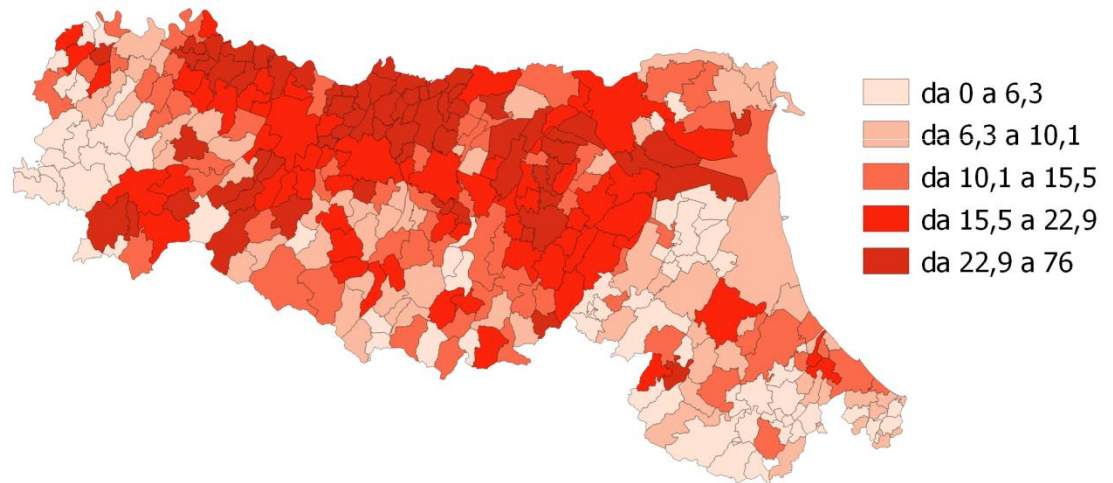 da 0 a 6,3
da 6,3 a 10,1
da 10,1 a 15,5
da 15,5 a 22,9
da 22,9 a 76